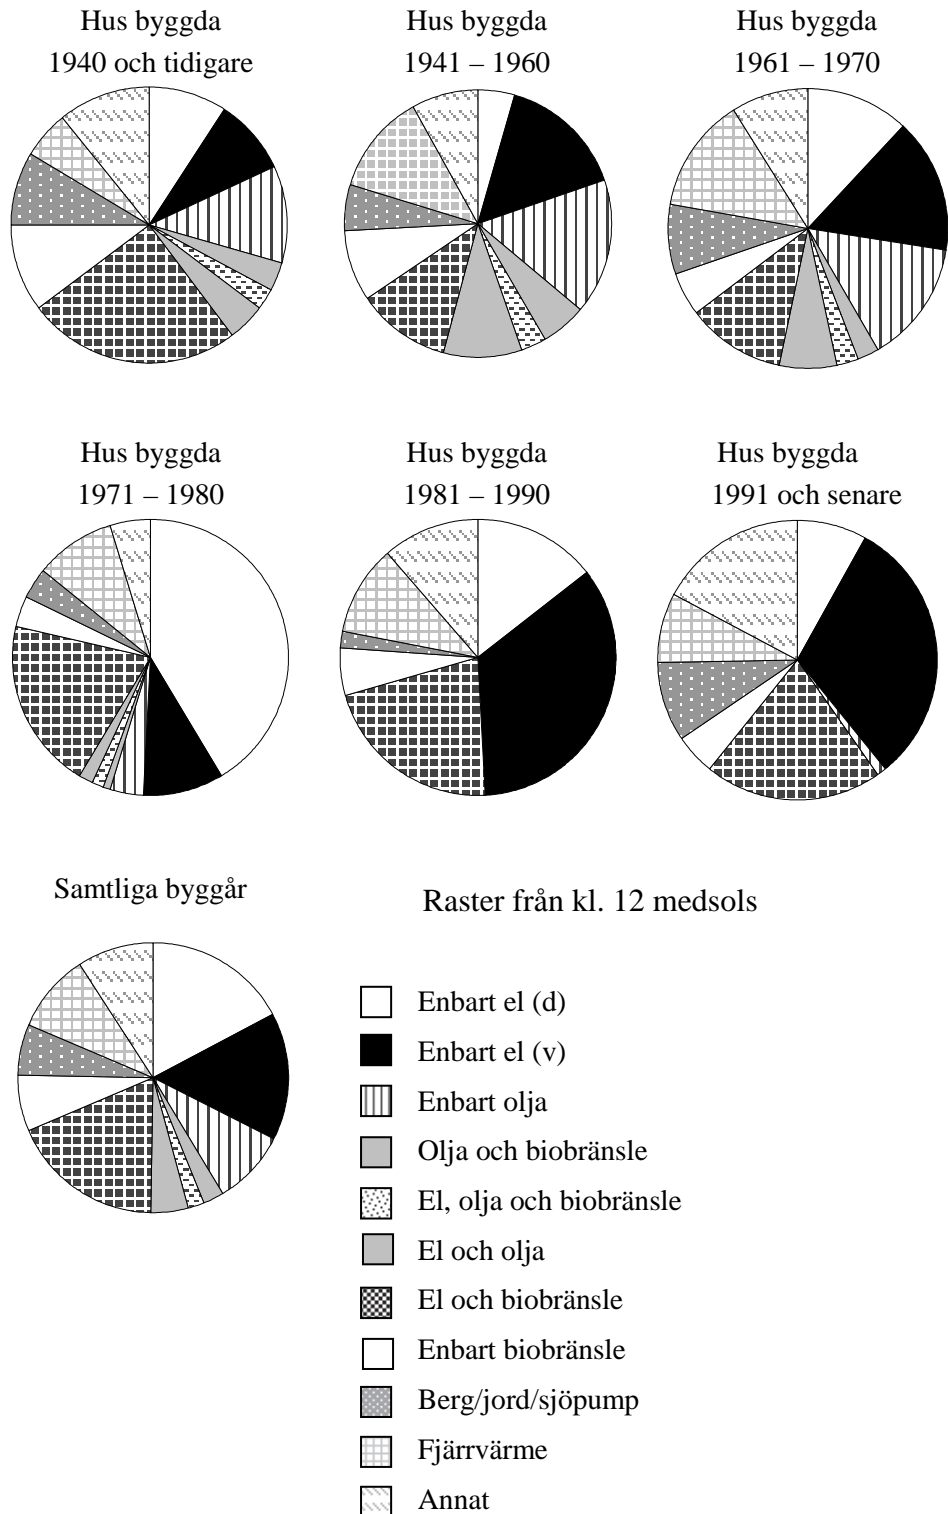 Hus byggda
1940 och tidigare
Hus byggda
1941 – 1960
Hus byggda
1961 – 1970
Hus byggda
1971 – 1980
Hus byggda
1981 – 1990
Hus byggda
1991 och senare
Samtliga byggår
Raster från kl. 12 medsols
Enbart el (d)
Enbart el (v)
Enbart olja
Olja och biobränsle
El, olja och biobränsle
El och olja
El och biobränsle
Enbart biobränsle
Berg/jord/sjöpump
Fjärrvärme
Annat